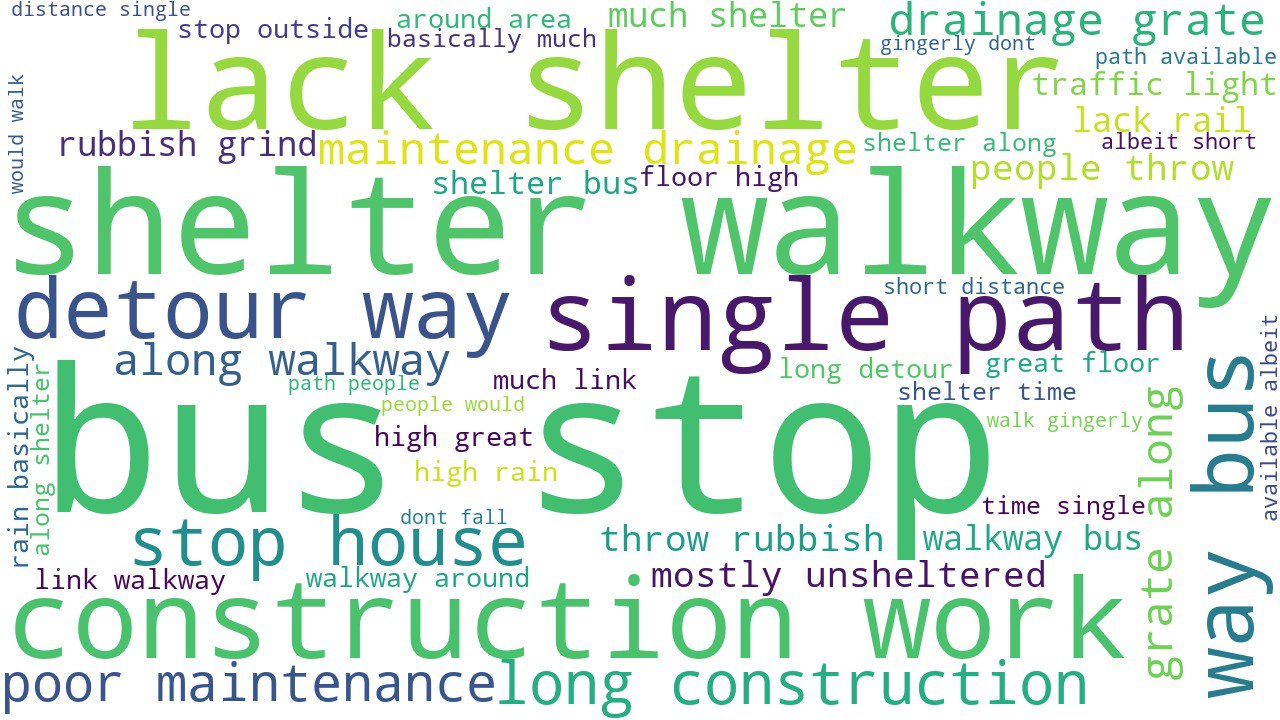 distance single
stop outside
around area
basically much
much shelter
drainage grate
gingerly dont
path available
lack shelter
traffic light
would walk
lack rail
rubbish grind
maintenance drainage
shelter along
albeit short
people throw
shelter bus
floor high
shelter walkway
detour way
single path
short distance
along walkway
rain basically
along shelter
path people
much link
long detour
great floor
shelter time
people would
walk gingerly
available albeit
way bus
grate along
bus stop
high great
high rain
time single
stop house
dont fall
throw rubbish
walkway bus
link walkway
walkway around
mostly unsheltered
construction work
poor maintenance
long construction